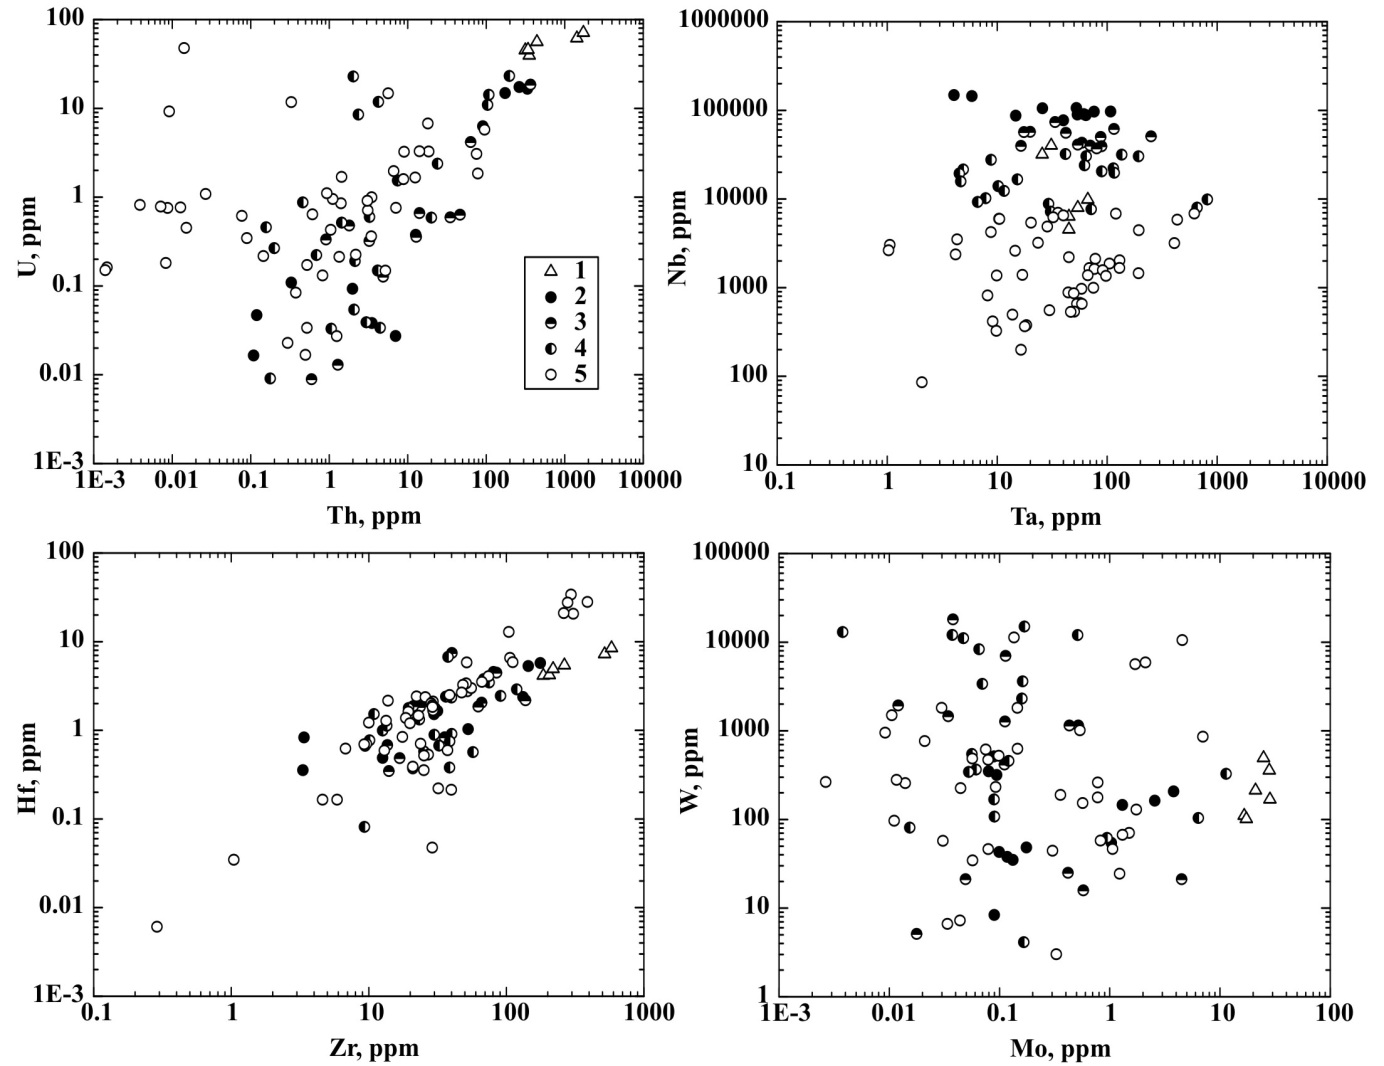 100
10
1
0.1
0.01
1E-3
U, ppm
1E-3 0.01 0.1 1 10 100 1000 10000
Th, ppm
1
2
3
4
5
1000000
100000
10000
1000
100
10
Nb, ppm
0.1 1 10 100 1000 10000
Ta, ppm
100
10
1
0.1
0.01
1E-3
Hf, ppm
0.1 1 10 100 1000
Zr, ppm
100000
10000
1000
100
10
1
W, ppm
1E-3 0.01 0.1 1 10 100
Mo, ppm